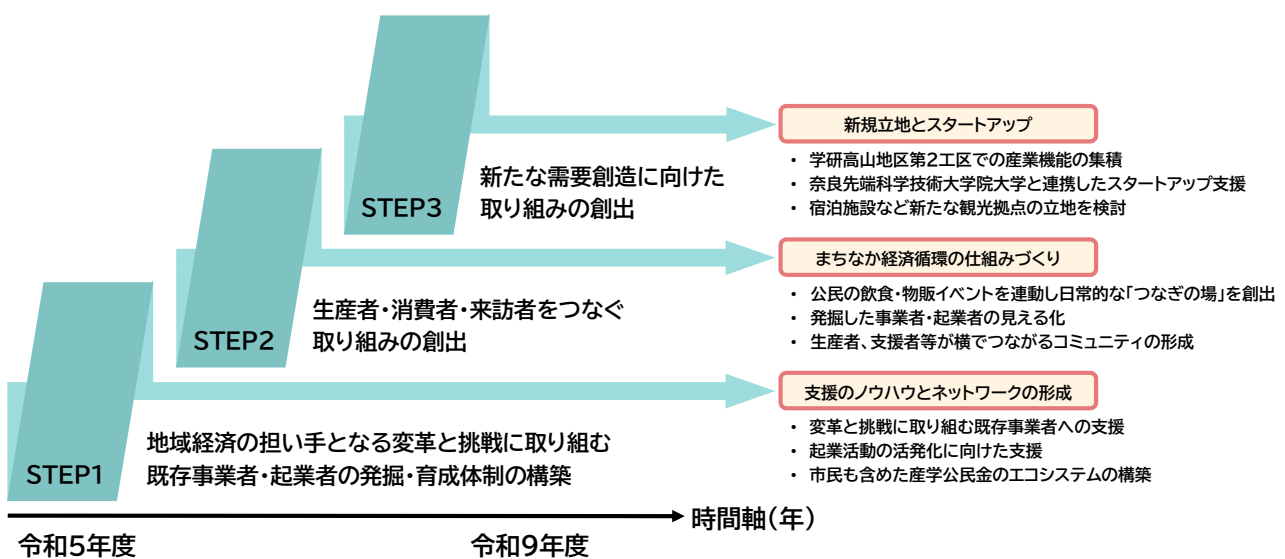 新規立地とスタートアップ
・ 学研高山地区第2工区での産業機能の集積
・ 奈良先端科学技術大学院大学と連携したスタートアップ支援
・ 宿泊施設など新たな観光拠点の立地を検討
STEP3
新たな需要創造に向けた
取り組みの創出
まちなか経済循環の仕組みづくり
・ 公民の飲食・物販イベントを連動し日常的な「つなぎの場」を創出
・ 発掘した事業者・起業者の見える化
・ 生産者、支援者等が横でつながるコミュニティの形成
STEP2
生産者・消費者・来訪者をつなぐ
取り組みの創出
支援のノウハウとネットワークの形成
・ 変革と挑戦に取り組む既存事業者への支援
・ 起業活動の活発化に向けた支援
・ 市民も含めた産学公民金のエコシステムの構築
STEP1
地域経済の担い手となる変革と挑戦に取り組む
既存事業者・起業者の発掘・育成体制の構築
時間軸(年)
令和5年度
令和9年度